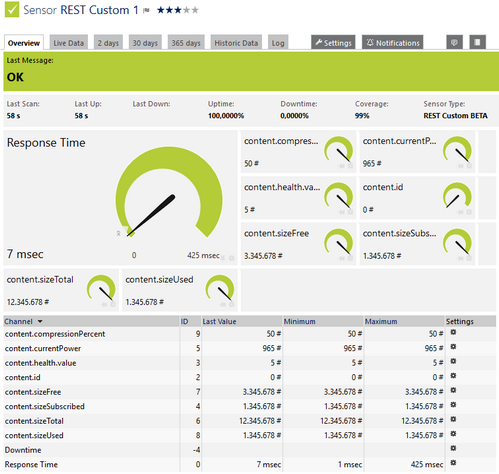 Sensor REST Custom 1
Overview Live Data 2 days 30 days 365 days Historic Data Log Settings Notifications
Last Message:
OK
Last Scan: Last Up: Last Down: Uptime: Downtime: Coverage: Sensor Type:
58 s 58 s 100,0000% 0,0000% 99% REST Custom BETA
Response Time
7 msec
0 425 msec
content.compress...
50 #
content.currentP...
965 #
content.health.va...
5 #
content.id
0 #
content.sizeFree
3.345.678 #
content.sizeSubs...
1.345.678 #
content.sizeTotal
12.345.678 #
content.sizeUsed
1.345.678 #
Channel ID Last Value Minimum Maximum Settings
content.compressionPercent 9 50 # 50 # 50 #
content.currentPower 5 965 # 965 # 965 #
content.health.value 3 5 # 5 # 5 #
content.id 2 0 # 0 # 0 #
content.sizeFree 7 3.345.678 # 3.345.678 # 3.345.678 #
content.sizeSubscribed 4 1.345.678 # 1.345.678 # 1.345.678 #
content.sizeTotal 6 12.345.678 # 12.345.678 # 12.345.678 #
content.sizeUsed 8 1.345.678 # 1.345.678 # 1.345.678 #
Downtime -4
Response Time 0 7 msec 1 msec 425 msec